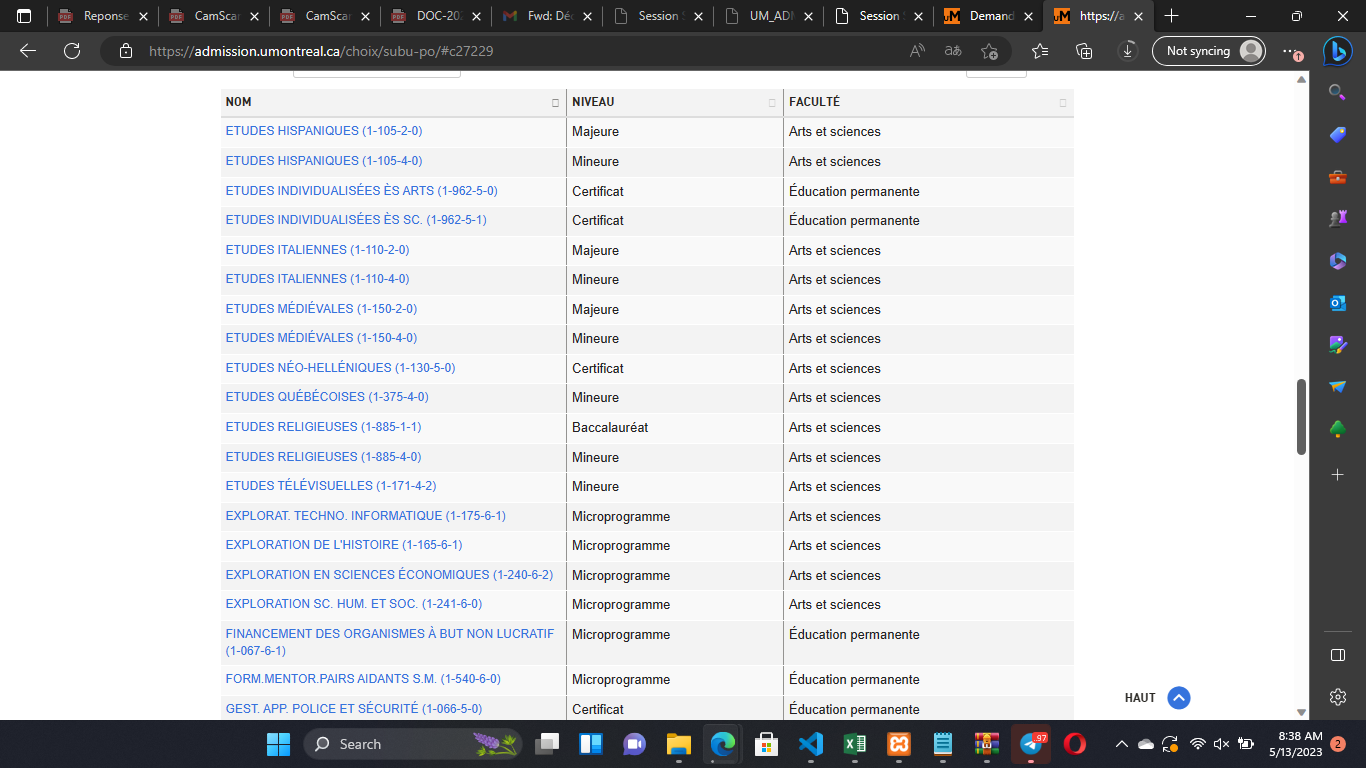 Reponse
CamScar
CamScar
DOC-202
Fwd: Déc
Session S
UM_ADM
Session S
Demand
https://a
https://admission.umontreal.ca/choix/subu-po/#c27229
Not syncing
NOM NIVEAU FACULTÉ
ETUDES HISPANIQUES (1-105-2-0) Majeure Arts et sciences
ETUDES HISPANIQUES (1-105-4-0) Mineure Arts et sciences
ETUDES INDIVIDUALISÉES ÈS ARTS (1-962-5-0) Certificat Éducation permanente
ETUDES INDIVIDUALISÉES ÈS SC. (1-962-5-1) Certificat Éducation permanente
ETUDES ITALIENNES (1-110-2-0) Majeure Arts et sciences
ETUDES ITALIENNES (1-110-4-0) Mineure Arts et sciences
ETUDES MÉDIÉVALES (1-150-2-0) Majeure Arts et sciences
ETUDES MÉDIÉVALES (1-150-4-0) Mineure Arts et sciences
ETUDES NÉO-HELLÉNIQUES (1-130-5-0) Certificat Arts et sciences
ETUDES QUÉBÉCOISES (1-375-4-0) Mineure Arts et sciences
ETUDES RELIGIEUSES (1-885-1-1) Baccalauréat Arts et sciences
ETUDES RELIGIEUSES (1-885-4-0) Mineure Arts et sciences
ETUDES TÉLÉVISUELLES (1-171-4-2) Mineure Arts et sciences
EXPLORAT. TECHNO. INFORMATIQUE (1-175-6-1) Microprogramme Arts et sciences
EXPLORATION DE L'HISTOIRE (1-165-6-1) Microprogramme Arts et sciences
EXPLORATION EN SCIENCES ÉCONOMIQUES (1-240-6-2) Microprogramme Arts et sciences
EXPLORATION SC. HUM. ET SOC. (1-241-6-0) Microprogramme Arts et sciences
FINANCEMENT DES ORGANISMES À BUT NON LUCRATIF Microprogramme Éducation permanente
(1-067-6-1)
FORM.MENTOR.PAIRS AIDANTS S.M. (1-540-6-0) Microprogramme Éducation permanente
GEST. APP. POLICE ET SÉCURITÉ (1-066-5-0) Certificat Éducation permanente
HAUT
Search
97
8:38 AM
5/13/2023
2